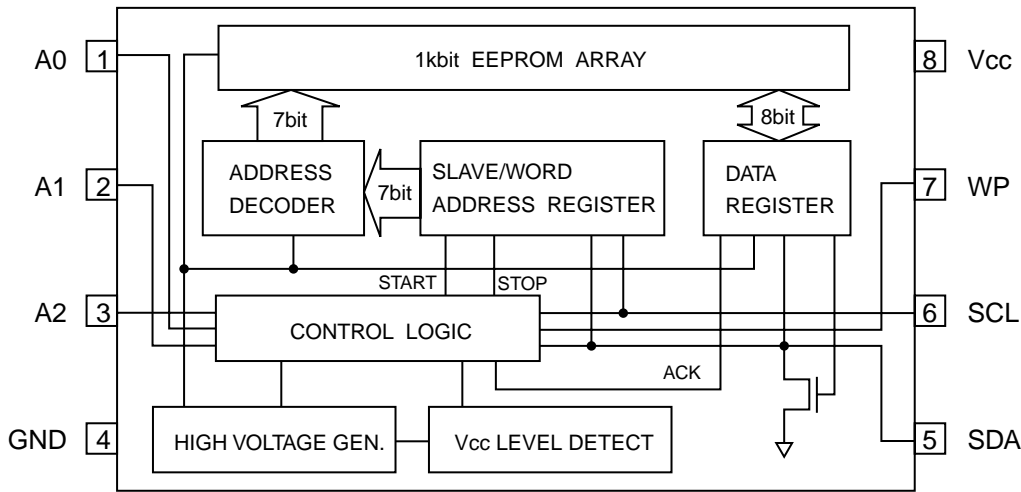 A0 1 1kbit EEPROM ARRAY 8 Vcc
7bit 8bit
A1 2 ADDRESS DECODER 7bit SLAVE/WORD ADDRESS REGISTER DATA REGISTER 7 WP
START STOP
A2 3 CONTROL LOGIC 6 SCL
ACK
GND 4 HIGH VOLTAGE GEN. Vcc LEVEL DETECT 5 SDA